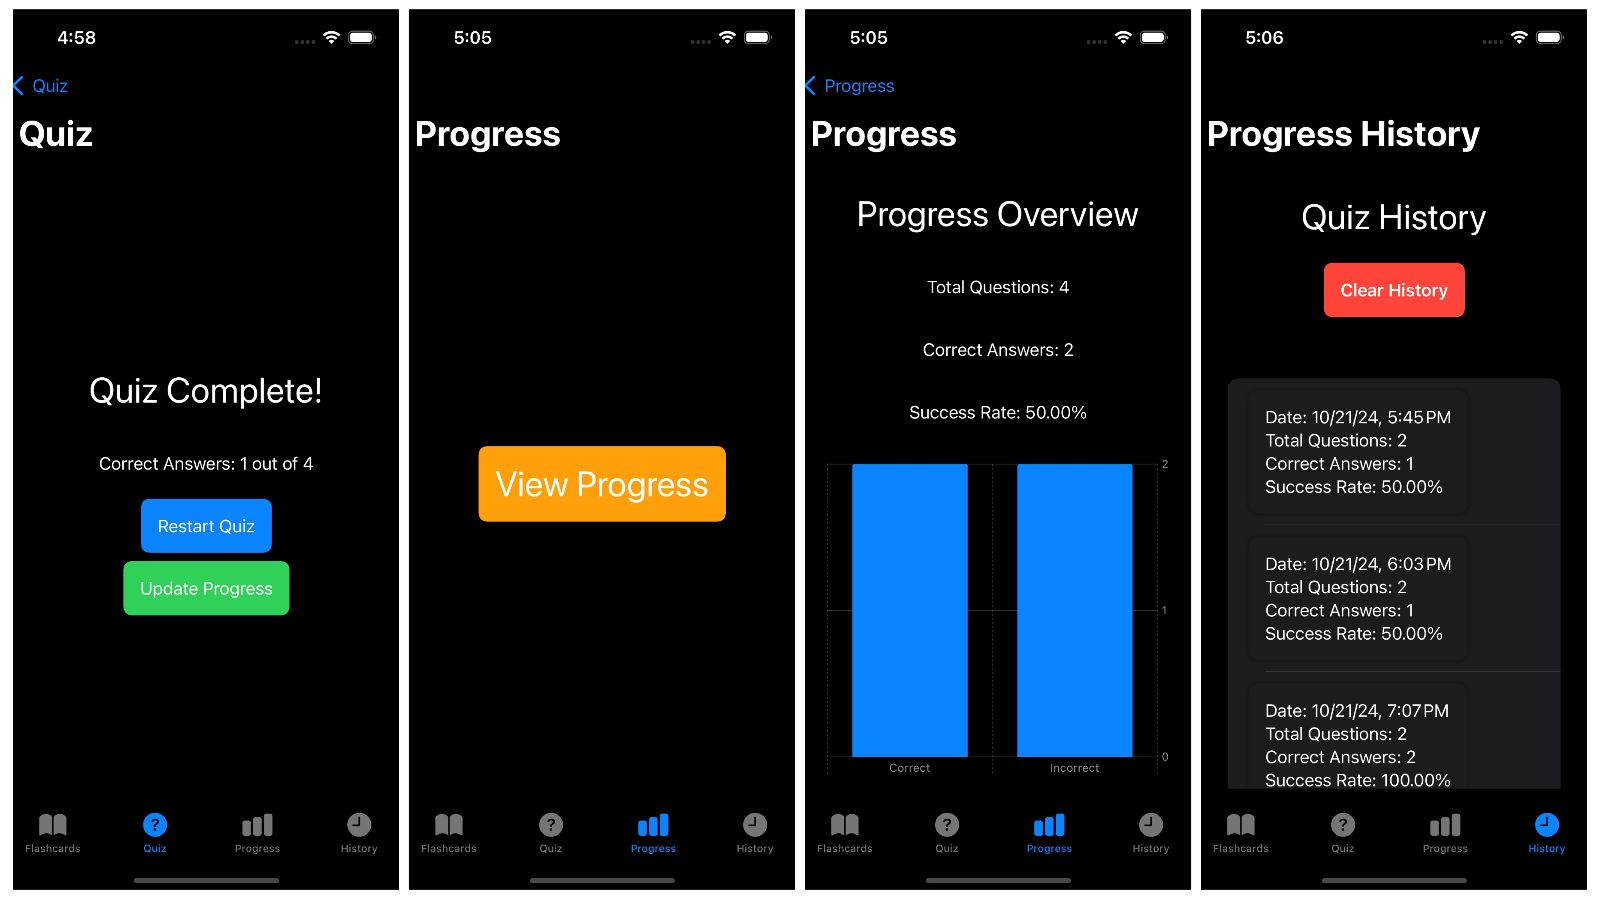 4:58
Quiz
Quiz
Quiz Complete!
Correct Answers: 1 out of 4
Restart Quiz
Update Progress
Flashcards
Quiz
Progress
History
5:05
Progress
View Progress
Flashcards
Quiz
Progress
History
5:05
Progress
Progress
Progress Overview
Total Questions: 4
Correct Answers: 2
Success Rate: 50.00%
2
1
0
Correct
Incorrect
Flashcards
Quiz
Progress
History
5:06
Progress History
Quiz History
Clear History
Date: 10/21/24, 5:45 PM
Total Questions: 2
Correct Answers: 1
Success Rate: 50.00%
Date: 10/21/24, 6:03 PM
Total Questions: 2
Correct Answers: 1
Success Rate: 50.00%
Date: 10/21/24, 7:07 PM
Total Questions: 2
Correct Answers: 2
Success Rate: 100.00%
Flashcards
Quiz
Progress
History